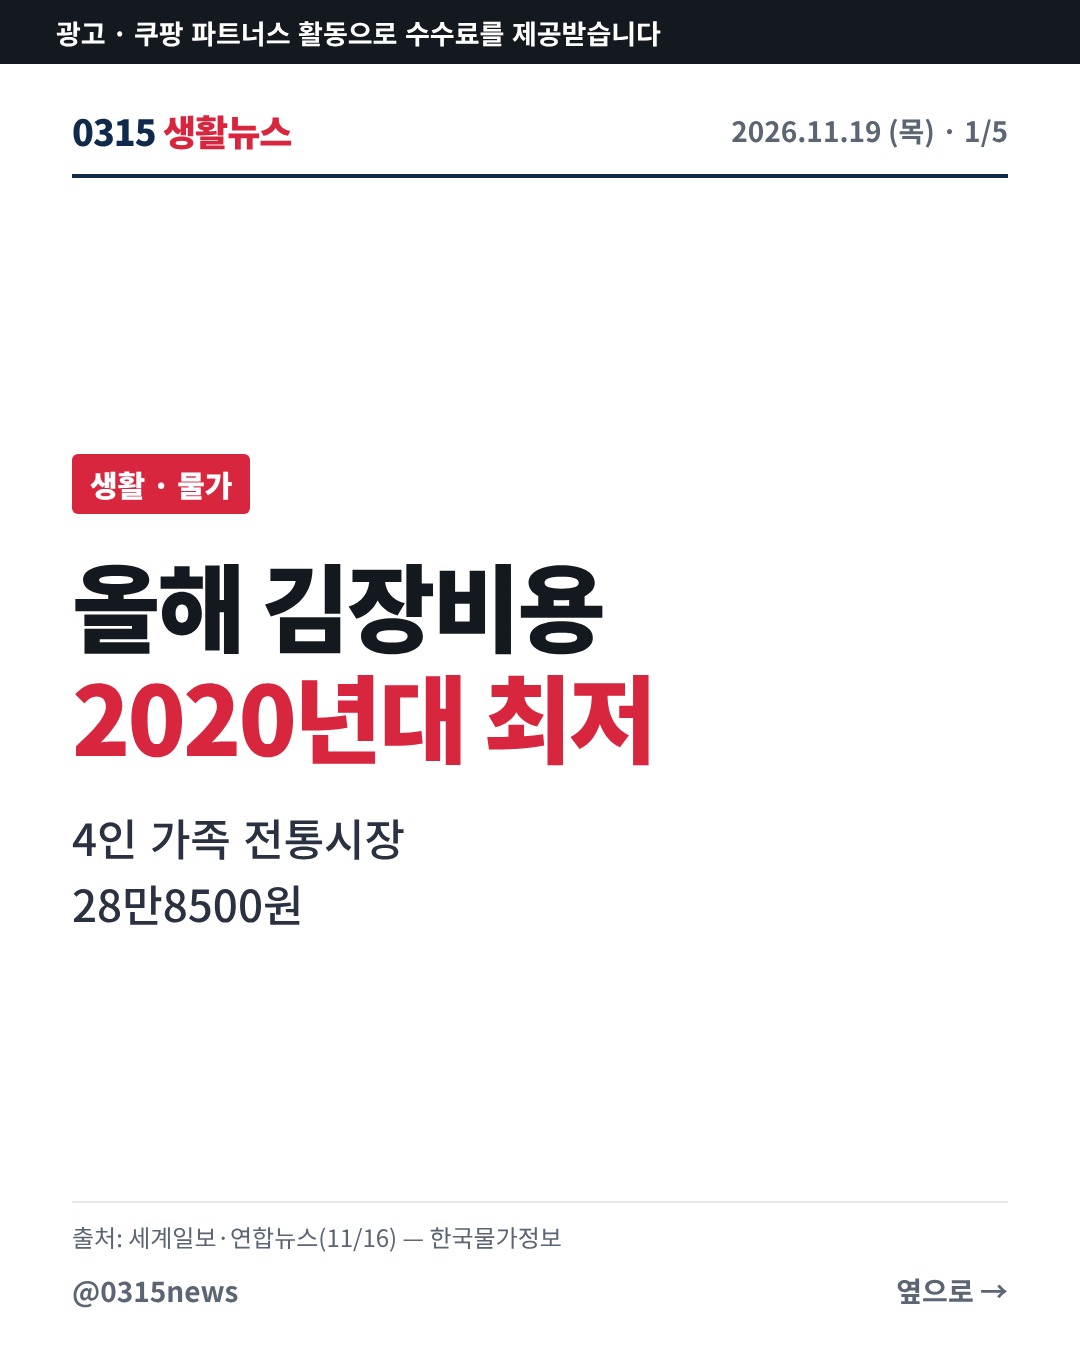 광고 · 쿠팡 파트너스 활동으로 수수료를 제공받습니다
0315 생활뉴스
2026.11.19 (목) · 1/5
생활 · 물가
올해 김장비용
2020년대 최저
4인 가족 전통시장
28만8500원
출처: 세계일보·연합뉴스(11/16) — 한국물가정보
@0315news
옆으로 →